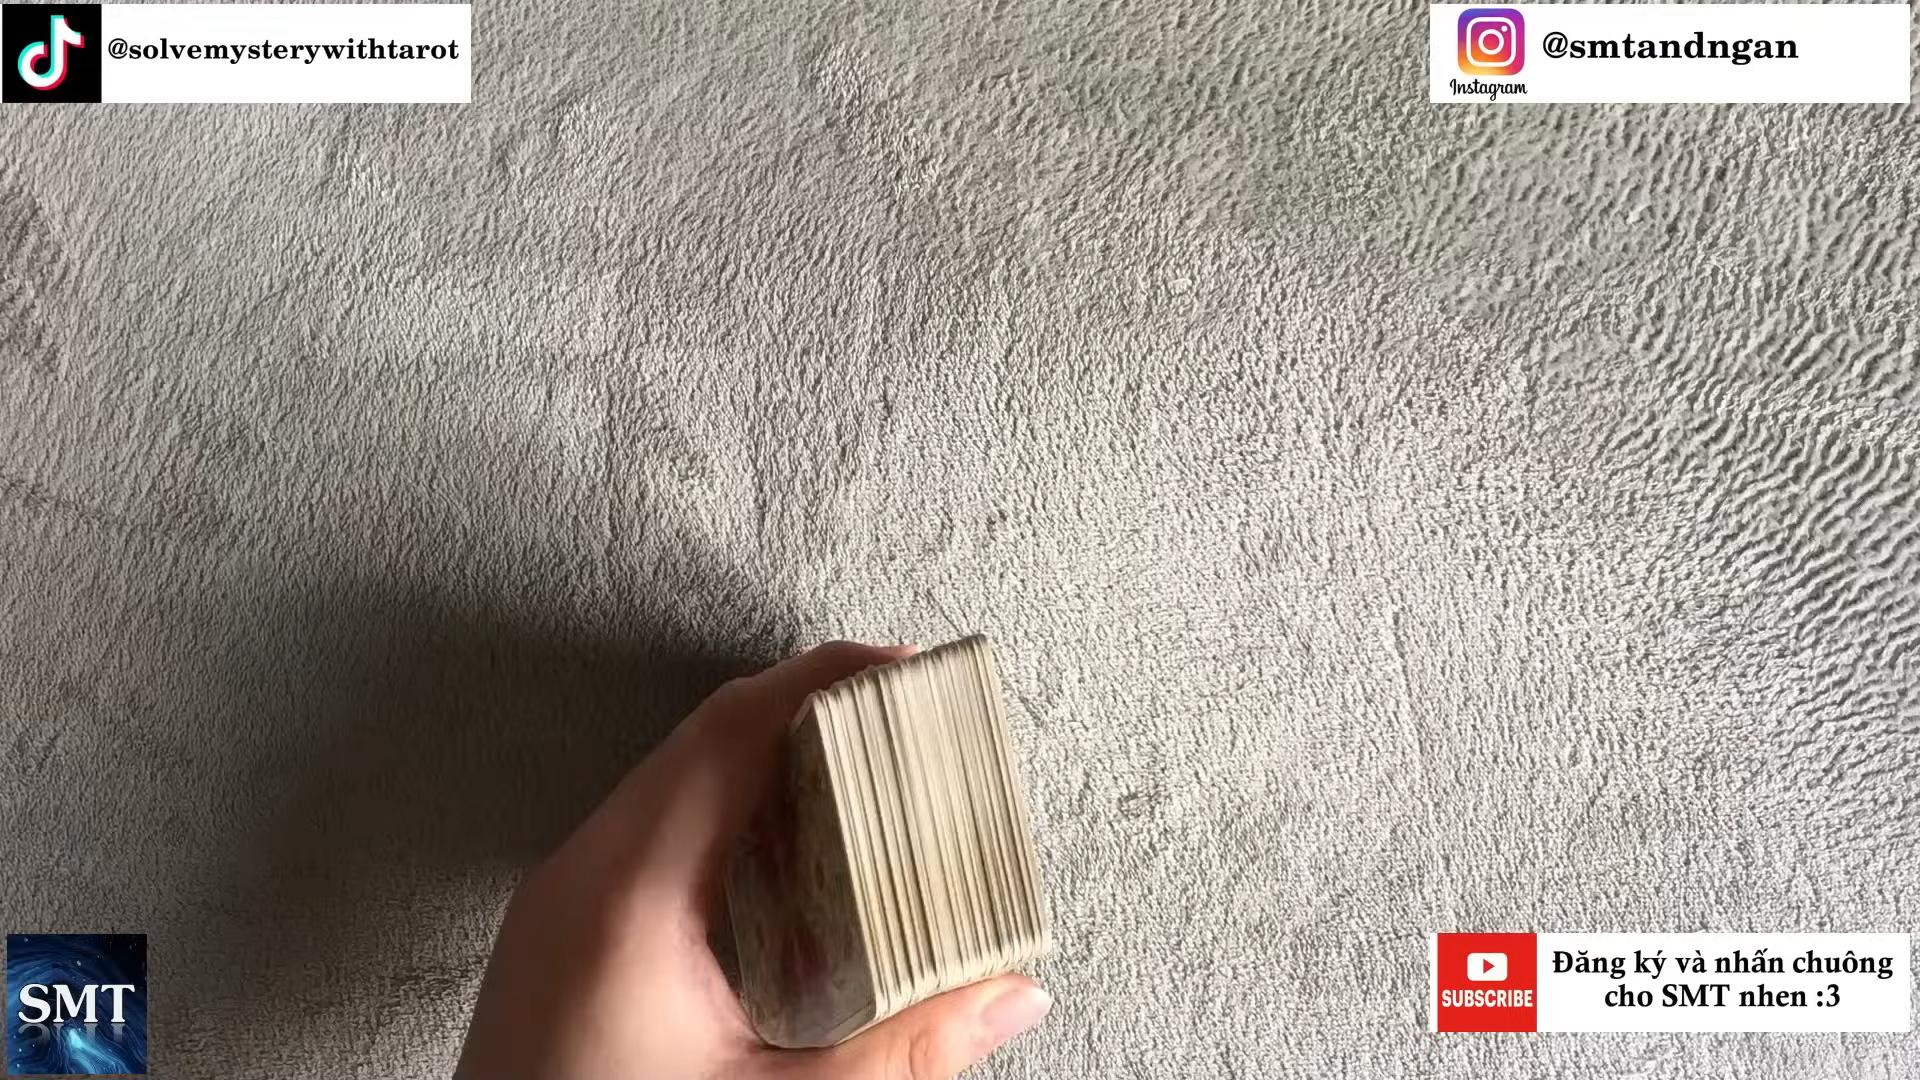 @solvemysterywithtarot
@smtandngan
Instagram
SMT
SUBSCRIBE
Đăng ký và nhấn chuông
cho SMT nhen :3